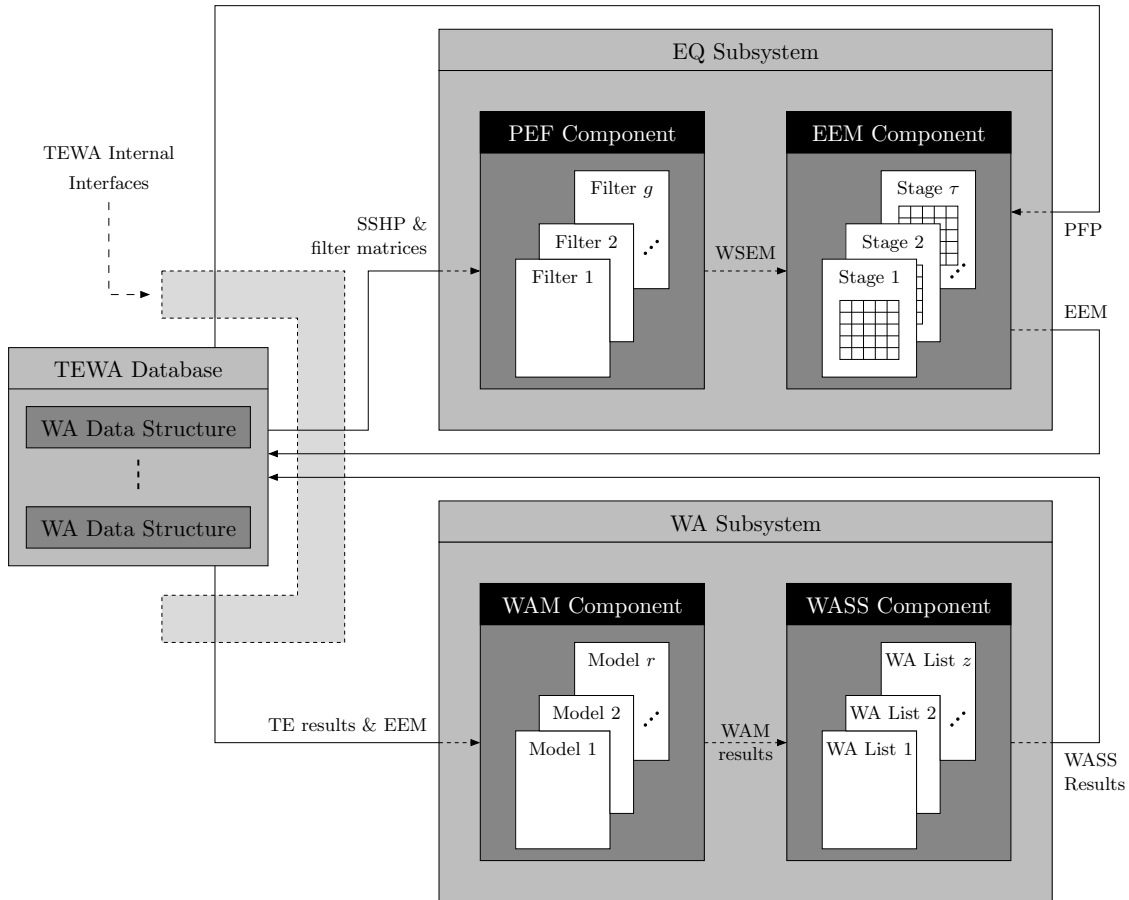 EQ Subsystem
PEF Component
EEM Component
TEWA Internal
Interfaces
Filter g
Filter 2
Filter 1
Stage τ
Stage 2
Stage 1
SSHP &
filter matrices
WSEM
PFP
EEM
TEWA Database
WA Data Structure
WA Data Structure
WA Subsystem
WAM Component
WASS Component
Model r
Model 2
Model 1
WA List z
WA List 2
WA List 1
TE results & EEM
WAM
results
WASS
Results